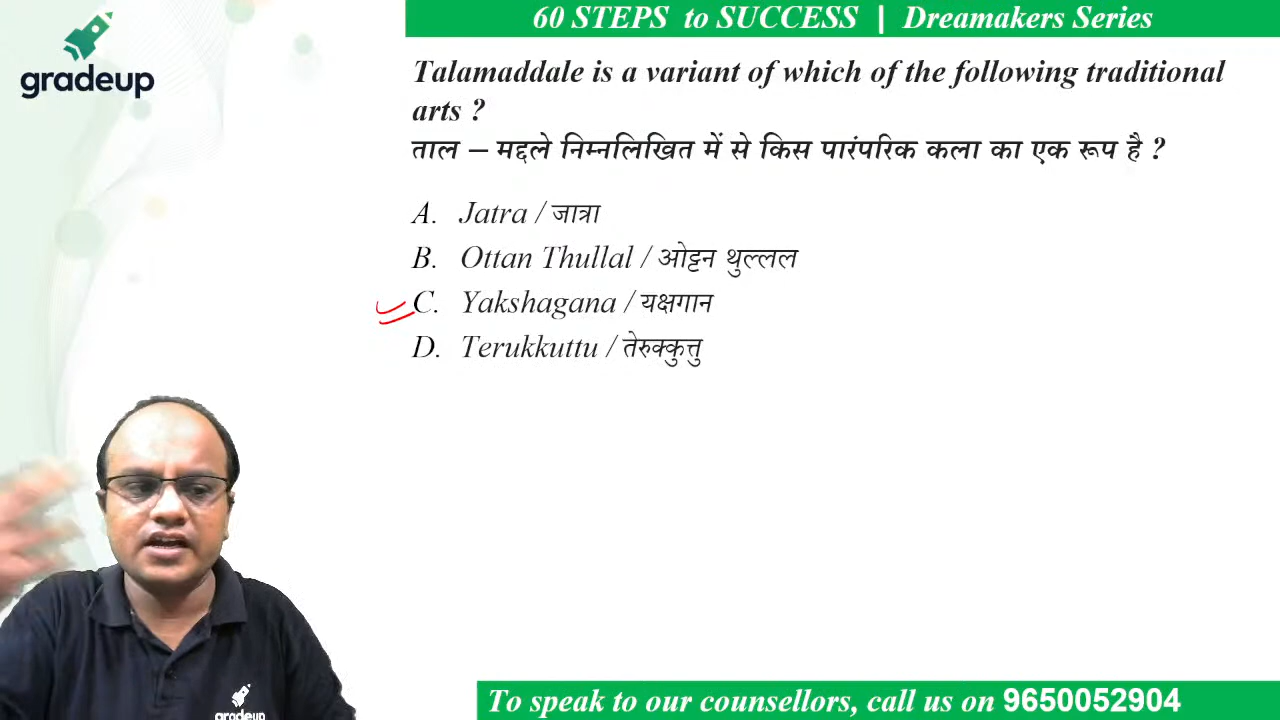 60 STEPS to SUCCESS | Dreamakers Series
gradeup
Talamaddale is a variant of which of the following traditional
arts ?
ताल – मद्दले निम्नलिखित में से किस पारंपरिक कला का एक रूप है ?
A. Jatra / जात्रा
B. Ottan Thullal / ओट्टन थुल्लल
C. Yakshagana / यक्षगान
D. Terukkuttu / तेरुक्कुत्तु
gradeup
To speak to our counsellors, call us on 9650052904